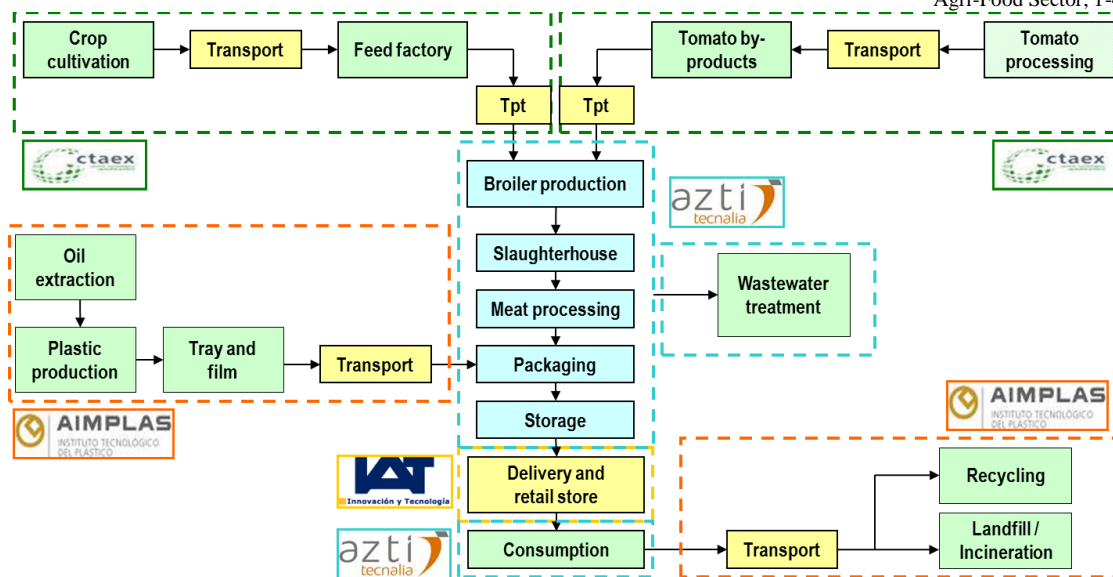 Agri-Food Sector, 1-
Crop
cultivation
Transport
Feed factory
Tomato by-
products
Transport
Tomato
processing
Tpt
Tpt
ctaex
ctaex
Broiler production
azti
tecnalia
Oil
extraction
Slaughterhouse
Wastewater
treatment
Meat processing
Plastic
production
Tray and
film
Transport
Packaging
Storage
AIMPLAS
INSTITUTO TECNOLÓGICO
DEL PLÁSTICO
AIMPLAS
INSTITUTO TECNOLÓGICO
DEL PLÁSTICO
IAT
Innovación y Tecnología
Delivery and
retail store
Recycling
azti
tecnalia
Consumption
Transport
Landfill /
Incineration